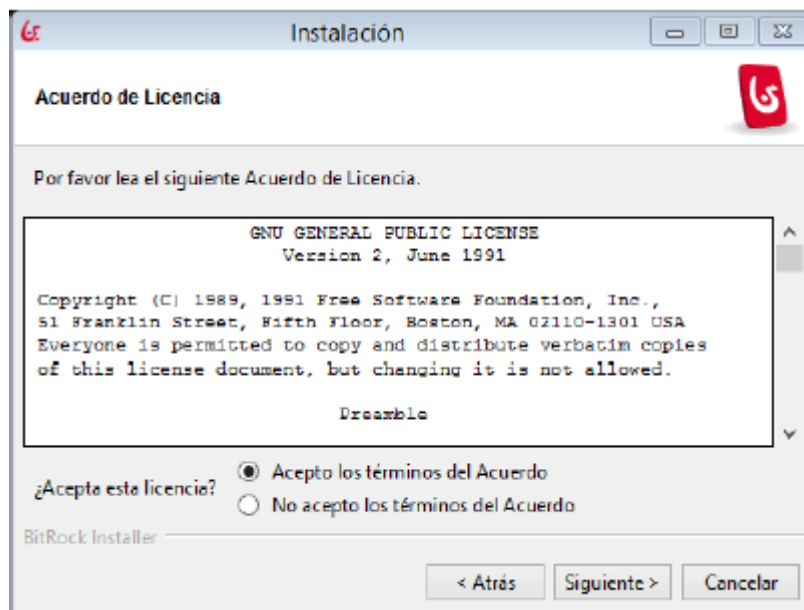 Instalación
Acuerdo de Licencia
Por favor lea el siguiente Acuerdo de Licencia.
GNU GENERAL PUBLIC LICENSE
Version 2, June 1991
Copyright (C) 1989, 1991 Free Software Foundation, Inc.,
51 Franklin Street, Fifth Floor, Boston, MA 02110-1301 USA
Everyone is permitted to copy and distribute verbatim copies
of this license document, but changing it is not allowed.
Preamble
¿Acepta esta licencia?
Acepto los términos del Acuerdo
No acepto los términos del Acuerdo
BitRock Installer
< Atrás
Siguiente >
Cancelar